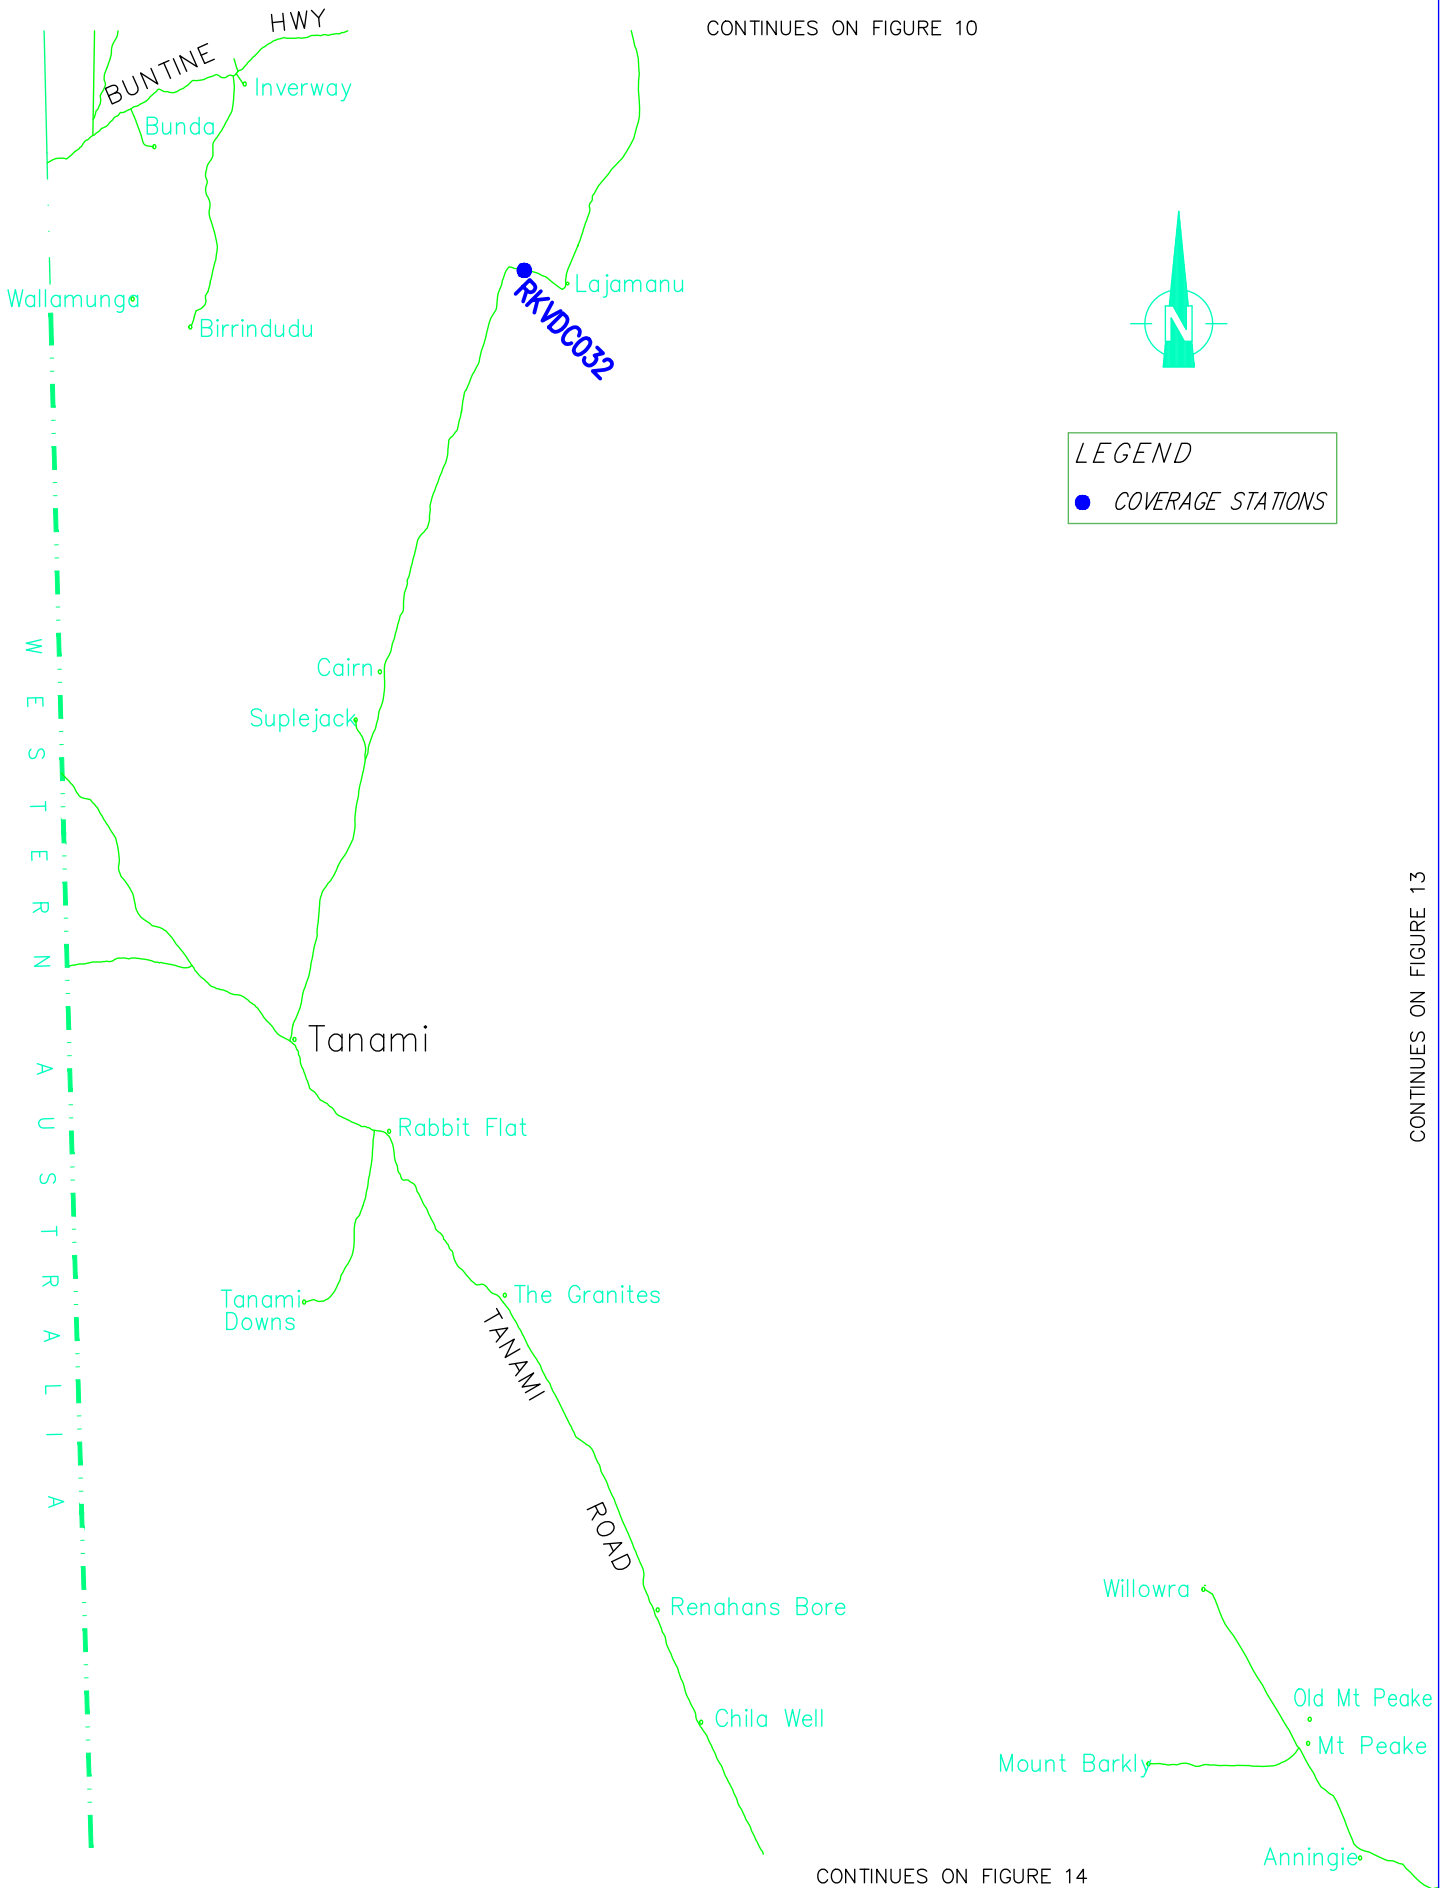 CONTINUES ON FIGURE 10
BUNTINE HWY
Inverway
Bunda
Wallamunga
Birrindudu
Lajamanu
RKVDC032
N
LEGEND
COVERAGE STATIONS
WESTERN AUSTRALIA
Cairn
Suplejack
CONTINUES ON FIGURE 13
Tanami
Rabbit Flat
Tanami
Downs
The Granites
TANAMI ROAD
Renahans Bore
Chila Well
Willowra
Old Mt Peake
Mt Peake
Mount Barkly
Anningie
CONTINUES ON FIGURE 14